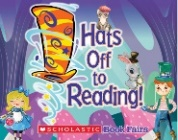 Hats
Off to
Reading!
SCHOLASTIC Book Fairs